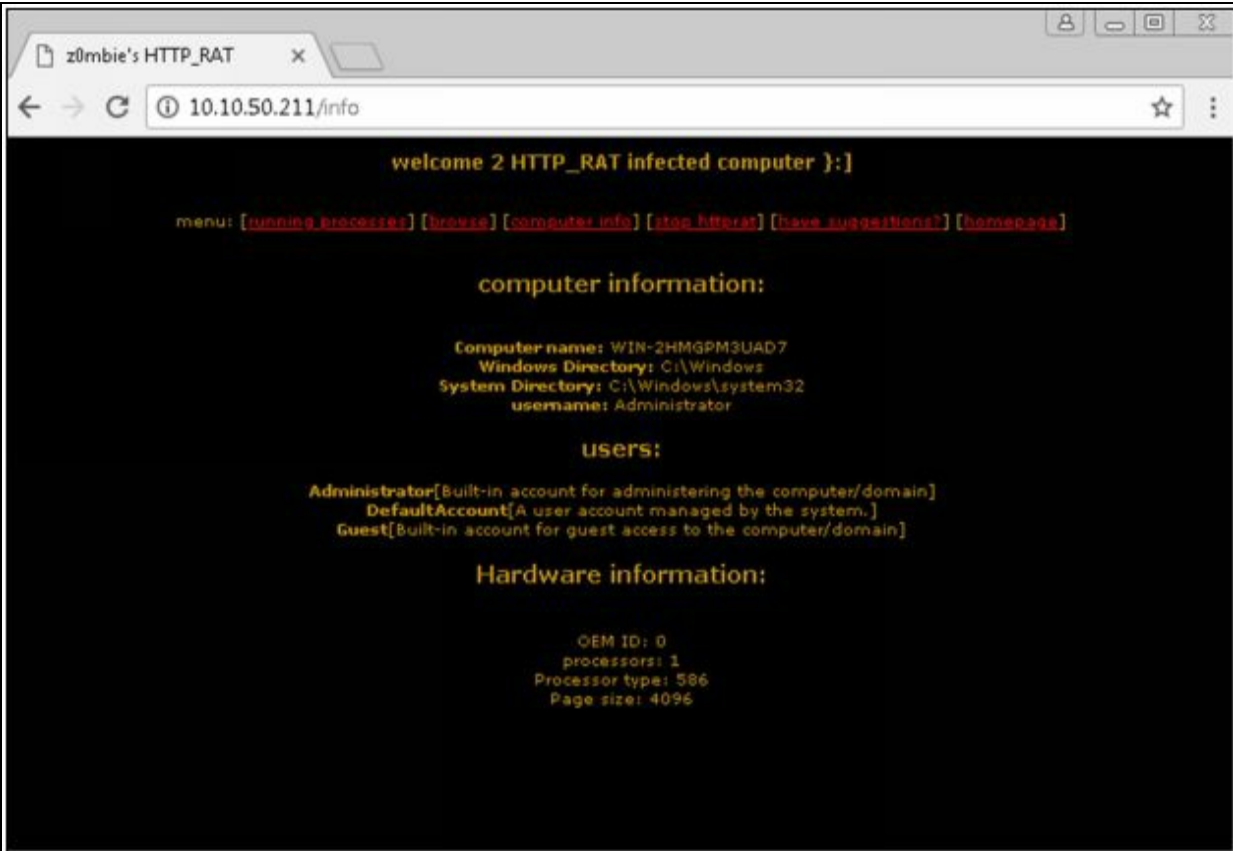 z0mbie's HTTP_RAT
10.10.50.211/info
welcome 2 HTTP_RAT infected computer }:]
menu: [running processes] [browse] [computer info] [stop httprat] [have suggestions?] [homepage]
computer information:
Computer name: WIN-2HMGPM3UAD7
Windows Directory: C:\Windows
System Directory: C:\Windows\system32
username: Administrator
users:
Administrator[Built-in account for administering the computer/domain]
DefaultAccount[A user account managed by the system.]
Guest[Built-in account for guest access to the computer/domain]
Hardware information:
OEM ID: 0
processors: 1
Processor type: 586
Page size: 4096